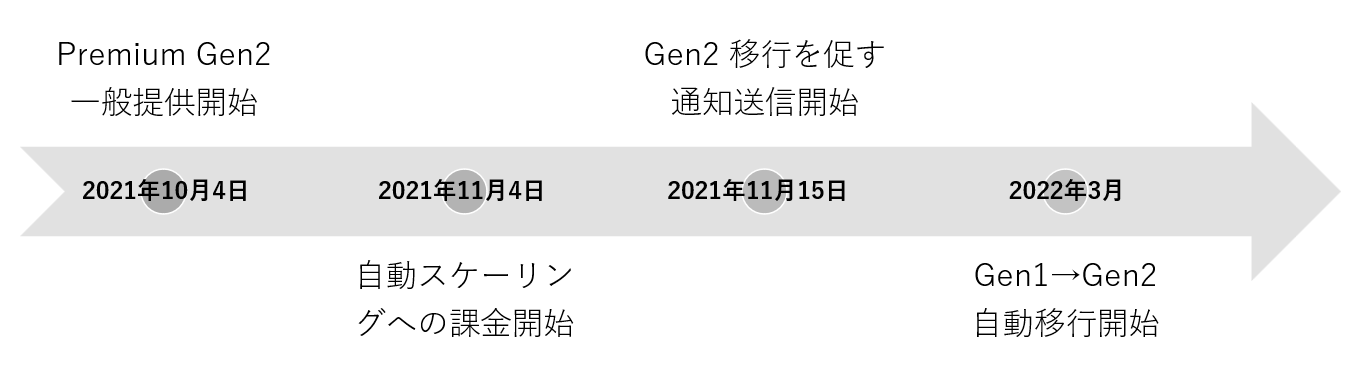 Premium Gen2
一般提供開始
2021年10月4日
自動スケーリン
グへの課金開始
2021年11月4日
Gen2 移行を促す
通知送信開始
2021年11月15日
Gen1→Gen2
自動移行開始
2022年3月